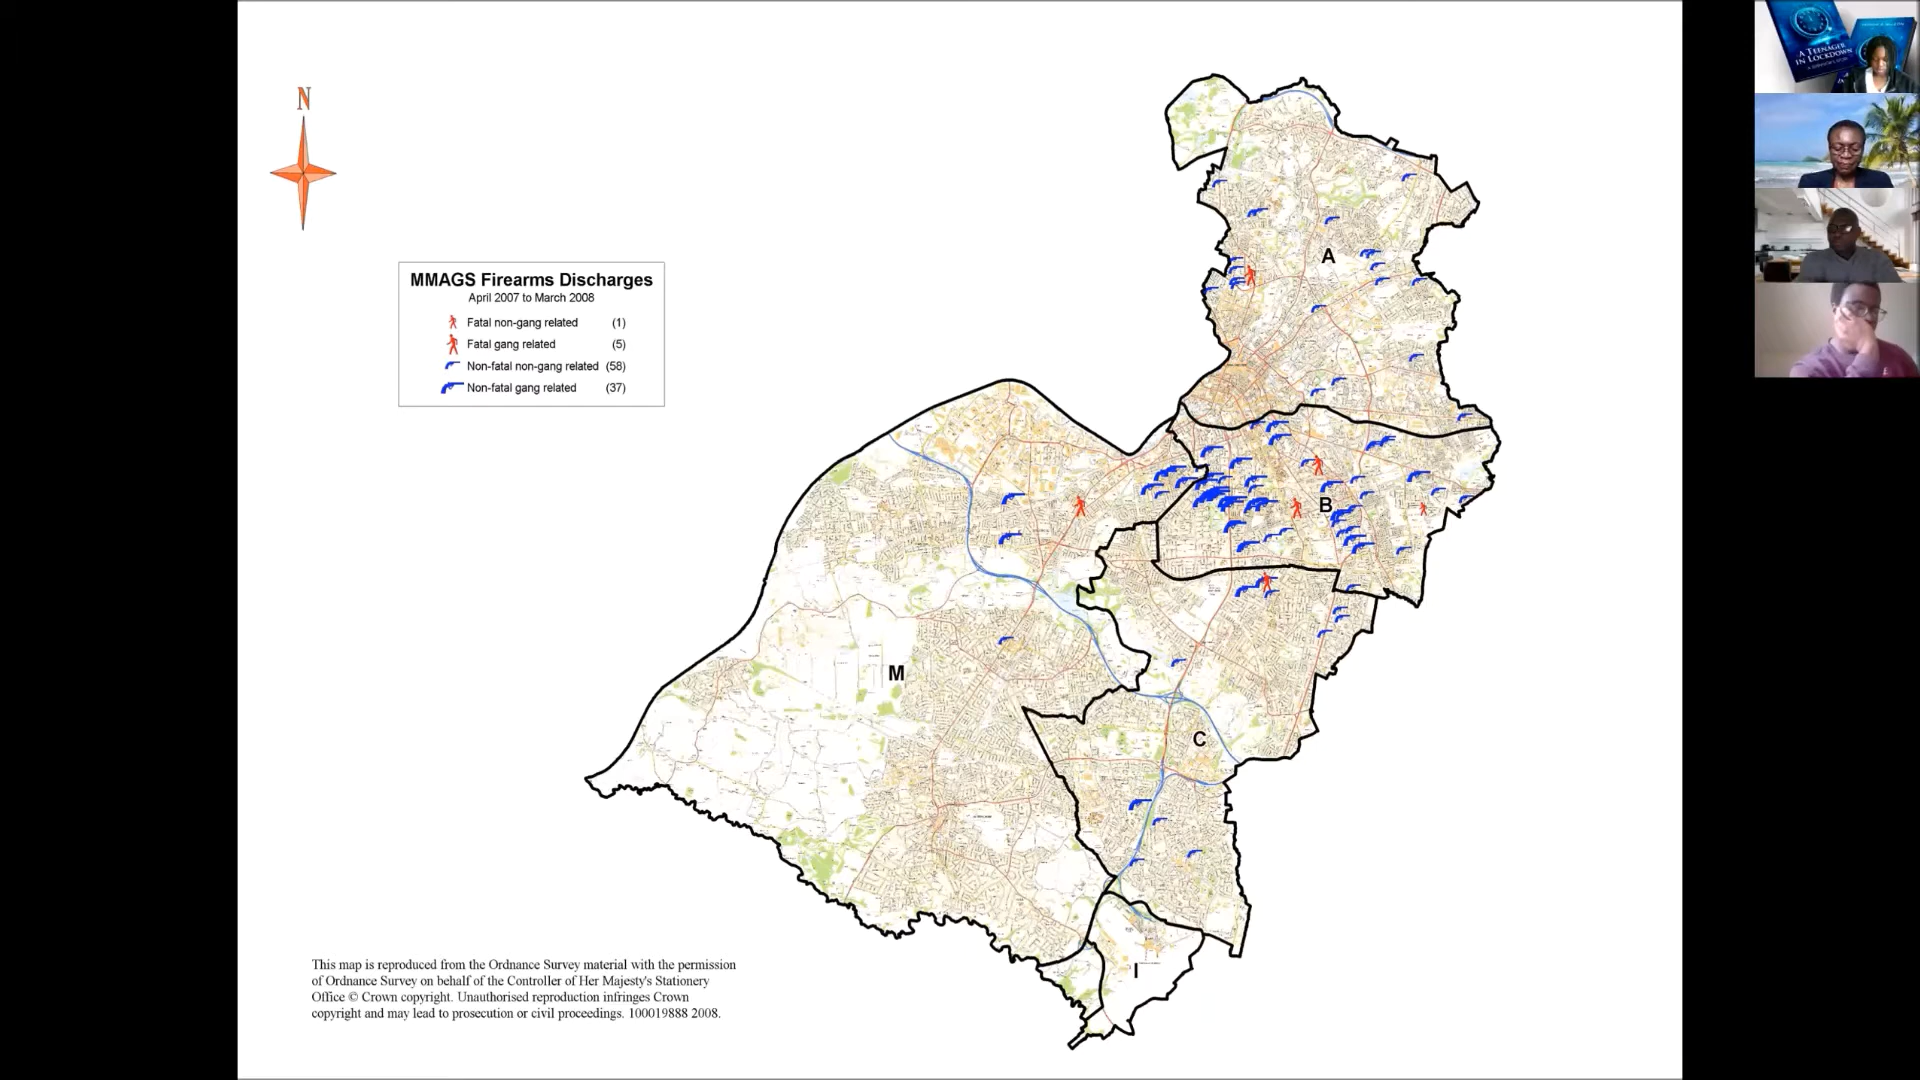 N
MMAGS Firearms Discharges
April 2007 to March 2008
Fatal non-gang related (1)
Fatal gang related (5)
Non-fatal non-gang related (58)
Non-fatal gang related (37)
A
B
M
C
I
This map is reproduced from the Ordnance Survey material with the permission
of Ordnance Survey on behalf of the Controller of Her Majesty's Stationery
Office © Crown copyright. Unauthorised reproduction infringes Crown
copyright and may lead to prosecution or civil proceedings. 100019888 2008.
A TEENAGER
IN LOCKDOWN